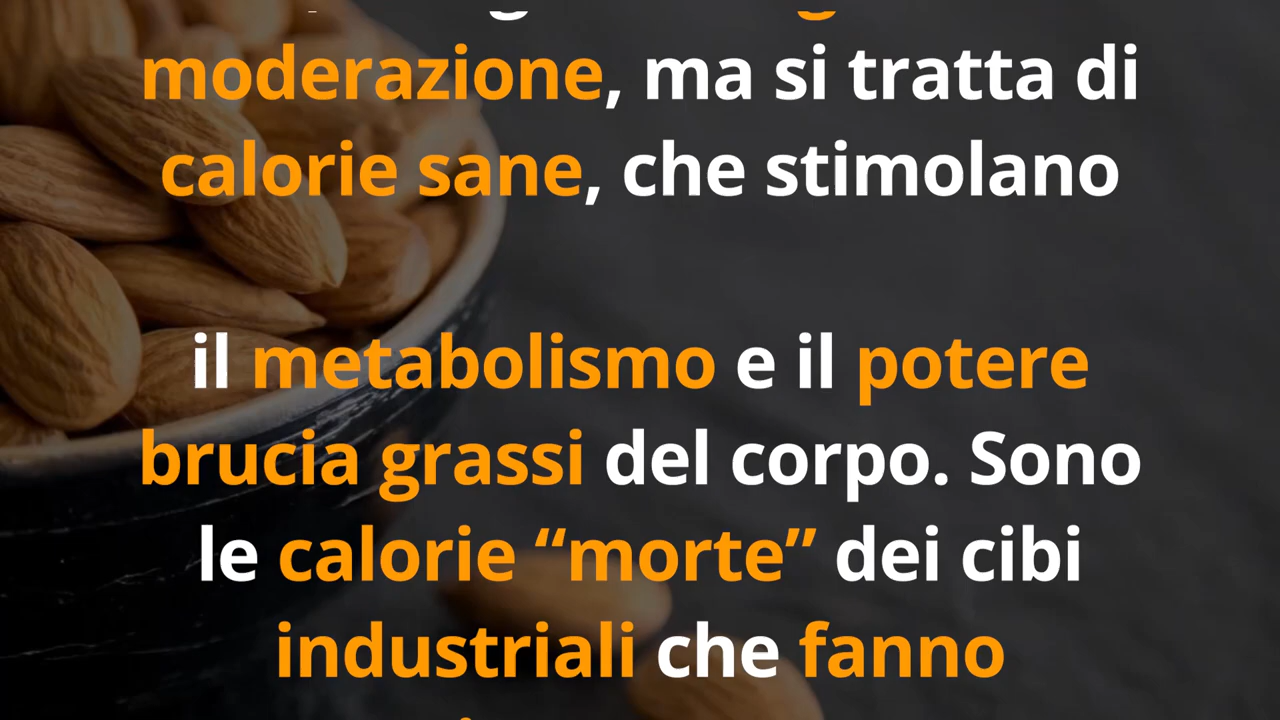 moderazione, ma si tratta di
calorie sane, che stimolano
il metabolismo e il potere
brucia grassi del corpo. Sono
le calorie “morte” dei cibi
industriali che fanno